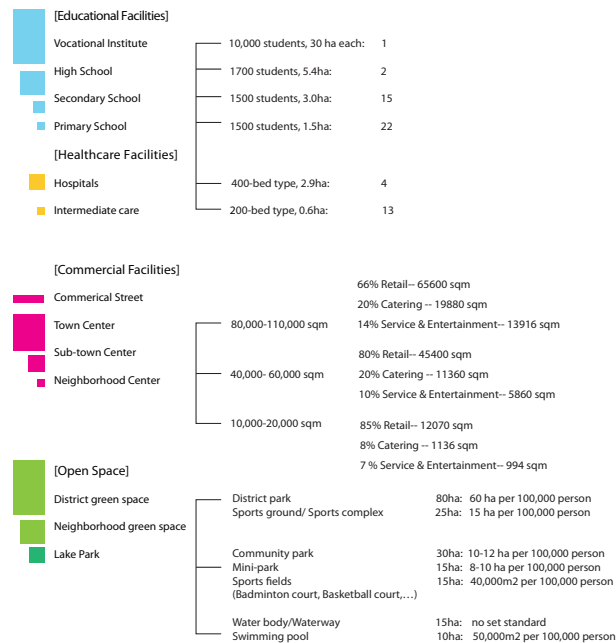 [Educational Facilities]
Vocational Institute 10,000 students, 30 ha each: 1
High School 1700 students, 5.4ha: 2
Secondary School 1500 students, 3.0ha: 15
Primary School 1500 students, 1.5ha: 22
[Healthcare Facilities]
Hospitals 400-bed type, 2.9ha: 4
Intermediate care 200-bed type, 0.6ha: 13
[Commercial Facilities]
Commerical Street
Town Center
Sub-town Center
Neighborhood Center
80,000-110,000 sqm
66% Retail-- 65600 sqm
20% Catering -- 19880 sqm
14% Service & Entertainment-- 13916 sqm
40,000- 60,000 sqm
80% Retail-- 45400 sqm
20% Catering-- 11360 sqm
10% Service & Entertainment-- 5860 sqm
10,000-20,000 sqm
85% Retail-- 12070 sqm
8% Catering -- 1136 sqm
7 % Service & Entertainment-- 994 sqm
[Open Space]
District green space
Neighborhood green space
Lake Park
District park 80ha: 60 ha per 100,000 person
Sports ground/ Sports complex 25ha: 15 ha per 100,000 person
Community park 30ha: 10-12 ha per 100,000 person
Mini-park 15ha: 8-10 ha per 100,000 person
Sports fields 15ha: 40,000m2 per 100,000 person
(Badminton court, Basketball court,…)
Water body/Waterway 15ha: no set standard
Swimming pool 10ha: 50,000m2 per 100,000 person